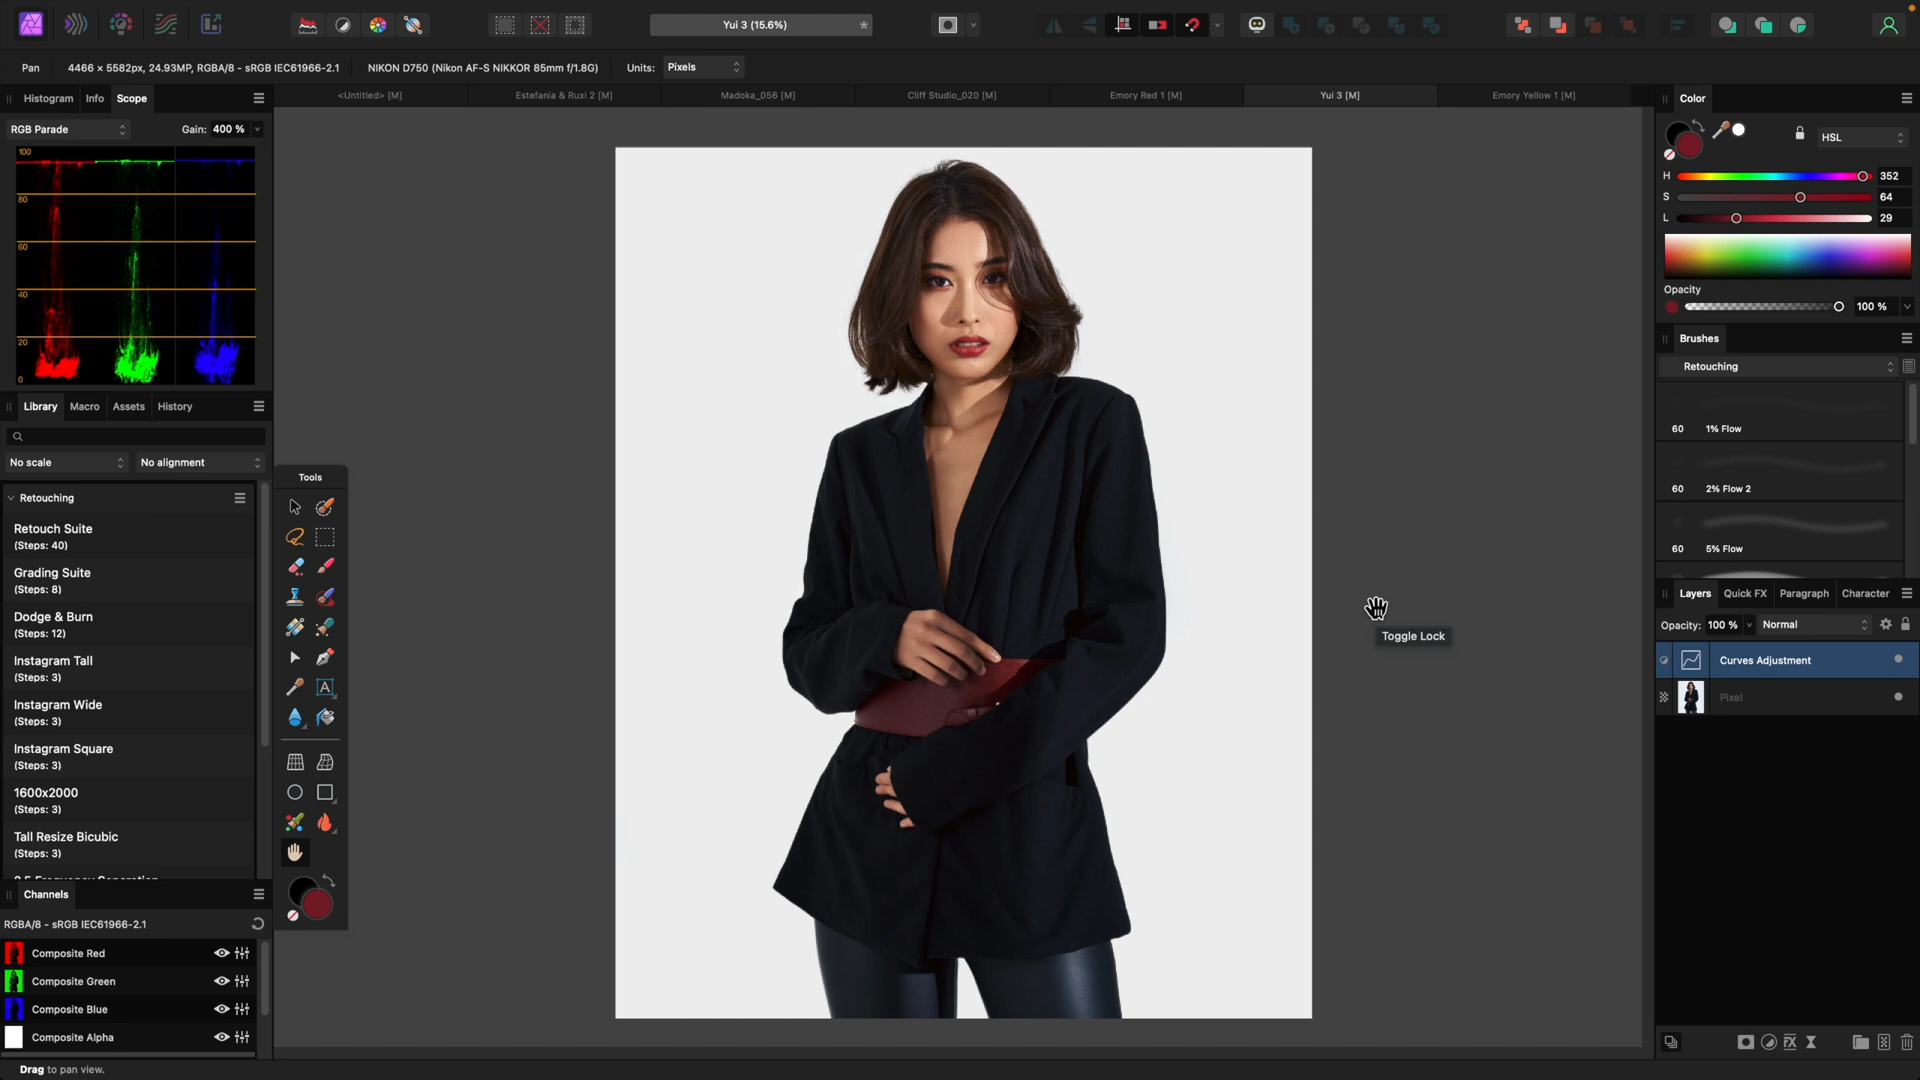 Yui 3 (15.6%)
*
Pan
4466 × 5582px, 24.93MP, RGBA/8 - sRGB IEC61966-2.1
NIKON D750 (Nikon AF-S NIKKOR 85mm f/1.8G)
Units:
Pixels
Histogram
Info
Scope
<Untitled> [M]
Estefania & Ruxi 2 [M]
Madoka_056 [M]
Cliff Studio_020 [M]
Emory Red 1 [M]
Yui 3 [M]
Emory Yellow 1 [M]
Color
RGB Parade
Gain: 400 %
HSL
100
80
60
40
20
0
H
352
S
64
L
29
Opacity
100 %
Brushes
Retouching
60 1% Flow
60 2% Flow 2
60 5% Flow
Library
Macro
Assets
History
No scale
No alignment
Retouching
Retouch Suite
(Steps: 40)
Grading Suite
(Steps: 8)
Dodge & Burn
(Steps: 12)
Instagram Tall
(Steps: 3)
Instagram Wide
(Steps: 3)
Instagram Square
(Steps: 3)
1600x2000
(Steps: 3)
Tall Resize Bicubic
(Steps: 3)
Tools
A
Toggle Lock
Layers
Quick FX
Paragraph
Character
Opacity: 100 %
Normal
Curves Adjustment
Pixel
Channels
RGBA/8 - sRGB IEC61966-2.1
Composite Red
Composite Green
Composite Blue
Composite Alpha
Drag to pan view.